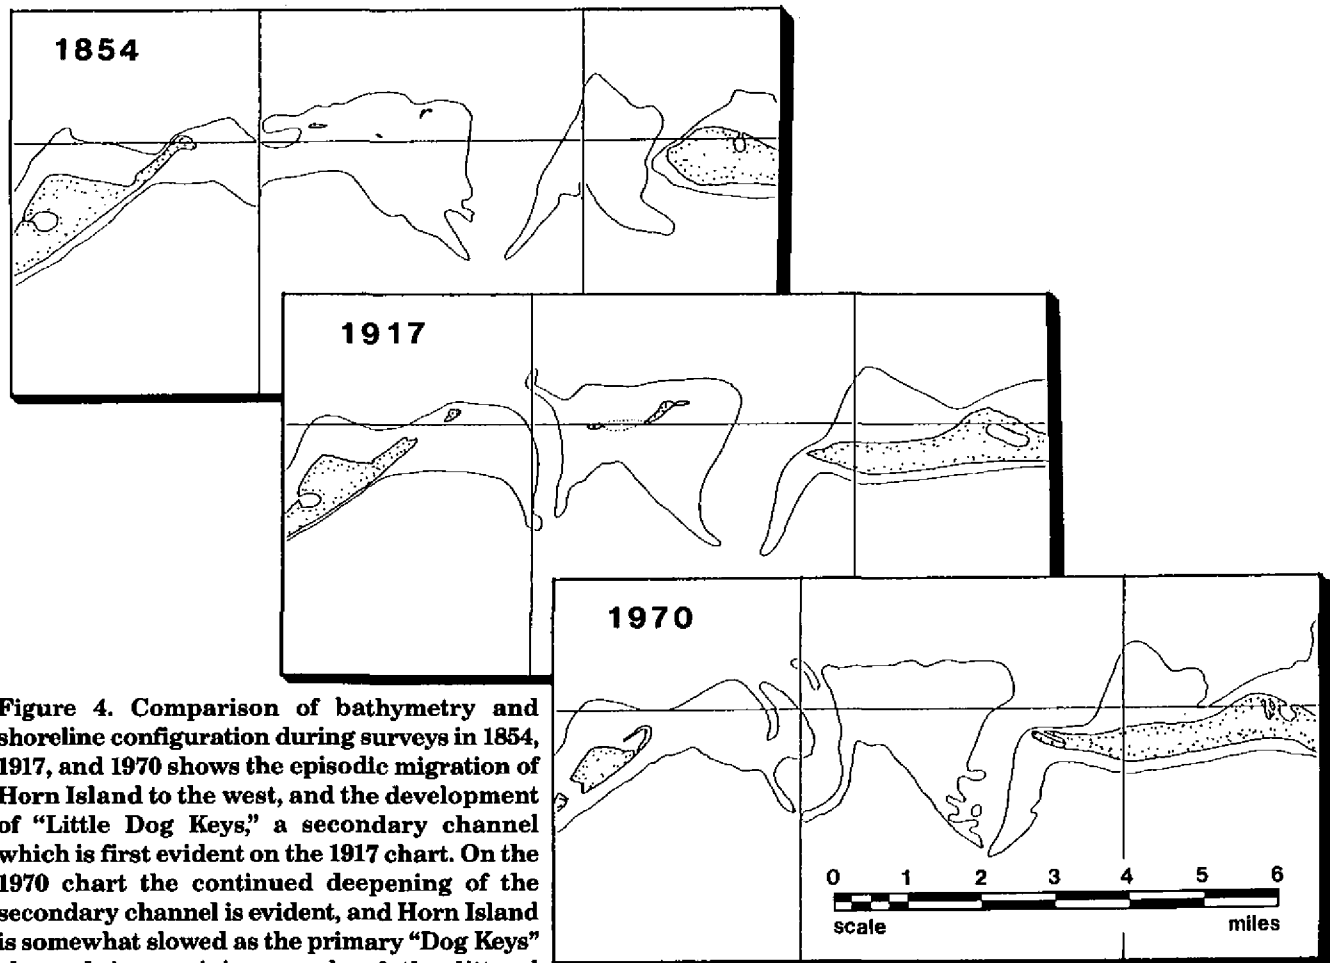 1854
1917
1970
0 1 2 3 4 5 6
scale miles
Figure 4. Comparison of bathymetry and
shoreline configuration during surveys in 1854,
1917, and 1970 shows the episodic migration of
Horn Island to the west, and the development
of “Little Dog Keys,” a secondary channel
which is first evident on the 1917 chart. On the
1970 chart the continued deepening of the
secondary channel is evident, and Horn Island
is somewhat slowed as the primary “Dog Keys”